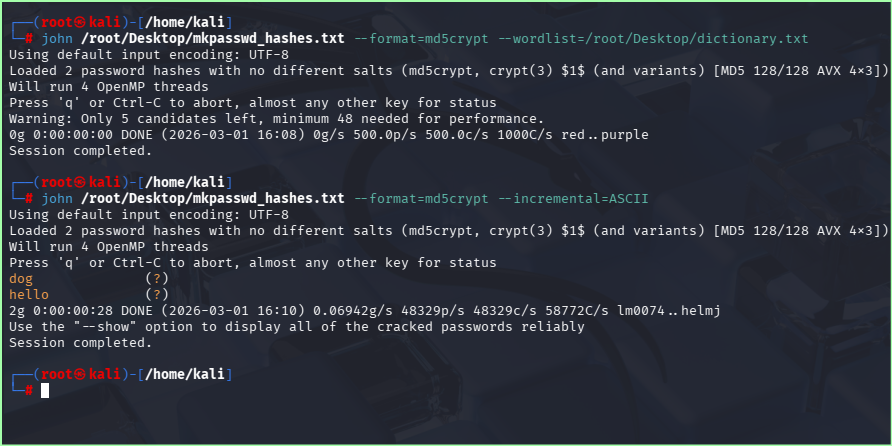 ┌──(root㉿kali)-[/home/kali]
└─# john /root/Desktop/mkpasswd_hashes.txt --format=md5crypt --wordlist=/root/Desktop/dictionary.txt
Using default input encoding: UTF-8
Loaded 2 password hashes with no different salts (md5crypt, crypt(3) $1$ (and variants) [MD5 128/128 AVX 4×3])
Will run 4 OpenMP threads
Press 'q' or Ctrl-C to abort, almost any other key for status
Warning: Only 5 candidates left, minimum 48 needed for performance.
0g 0:00:00:00 DONE (2026-03-01 16:08) 0g/s 500.0p/s 500.0c/s 1000C/s red..purple
Session completed.
┌──(root㉿kali)-[/home/kali]
└─# john /root/Desktop/mkpasswd_hashes.txt --format=md5crypt --incremental=ASCII
Using default input encoding: UTF-8
Loaded 2 password hashes with no different salts (md5crypt, crypt(3) $1$ (and variants) [MD5 128/128 AVX 4×3])
Will run 4 OpenMP threads
Press 'q' or Ctrl-C to abort, almost any other key for status
dog (?)
hello (?)
2g 0:00:00:28 DONE (2026-03-01 16:10) 0.06942g/s 48329p/s 48329c/s 58772C/s lm0074..helmj
Use the "--show" option to display all of the cracked passwords reliably
Session completed.
┌──(root㉿kali)-[/home/kali]
└─#